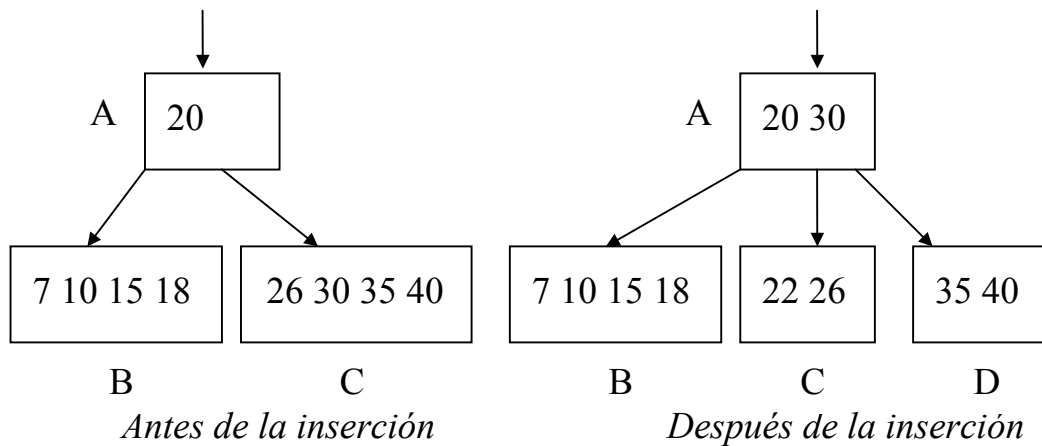 A 20
A 20 30
7 10 15 18
26 30 35 40
7 10 15 18
22 26
35 40
B
C
B
C
D
Antes de la inserción
Después de la inserción